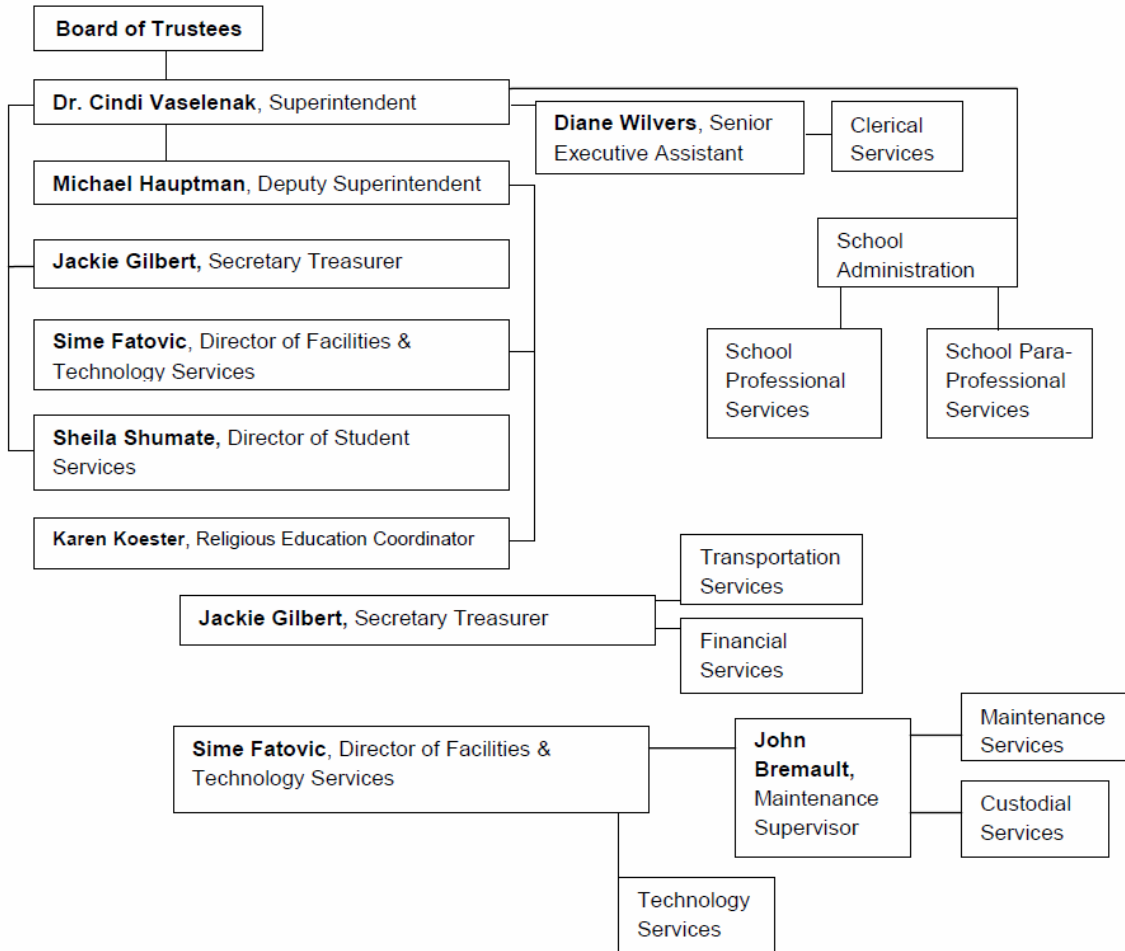 Board of Trustees
Dr. Cindi Vaselenak, Superintendent
Diane Wilvers, Senior
Executive Assistant
Clerical
Services
Michael Hauptman, Deputy Superintendent
Jackie Gilbert, Secretary Treasurer
School
Administration
Sime Fatovic, Director of Facilities &
Technology Services
School
Professional
Services
School Para-
Professional
Services
Sheila Shumate, Director of Student
Services
Karen Koester, Religious Education Coordinator
Transportation
Services
Jackie Gilbert, Secretary Treasurer
Financial
Services
Sime Fatovic, Director of Facilities &
Technology Services
John
Bremault,
Maintenance
Supervisor
Maintenance
Services
Custodial
Services
Technology
Services